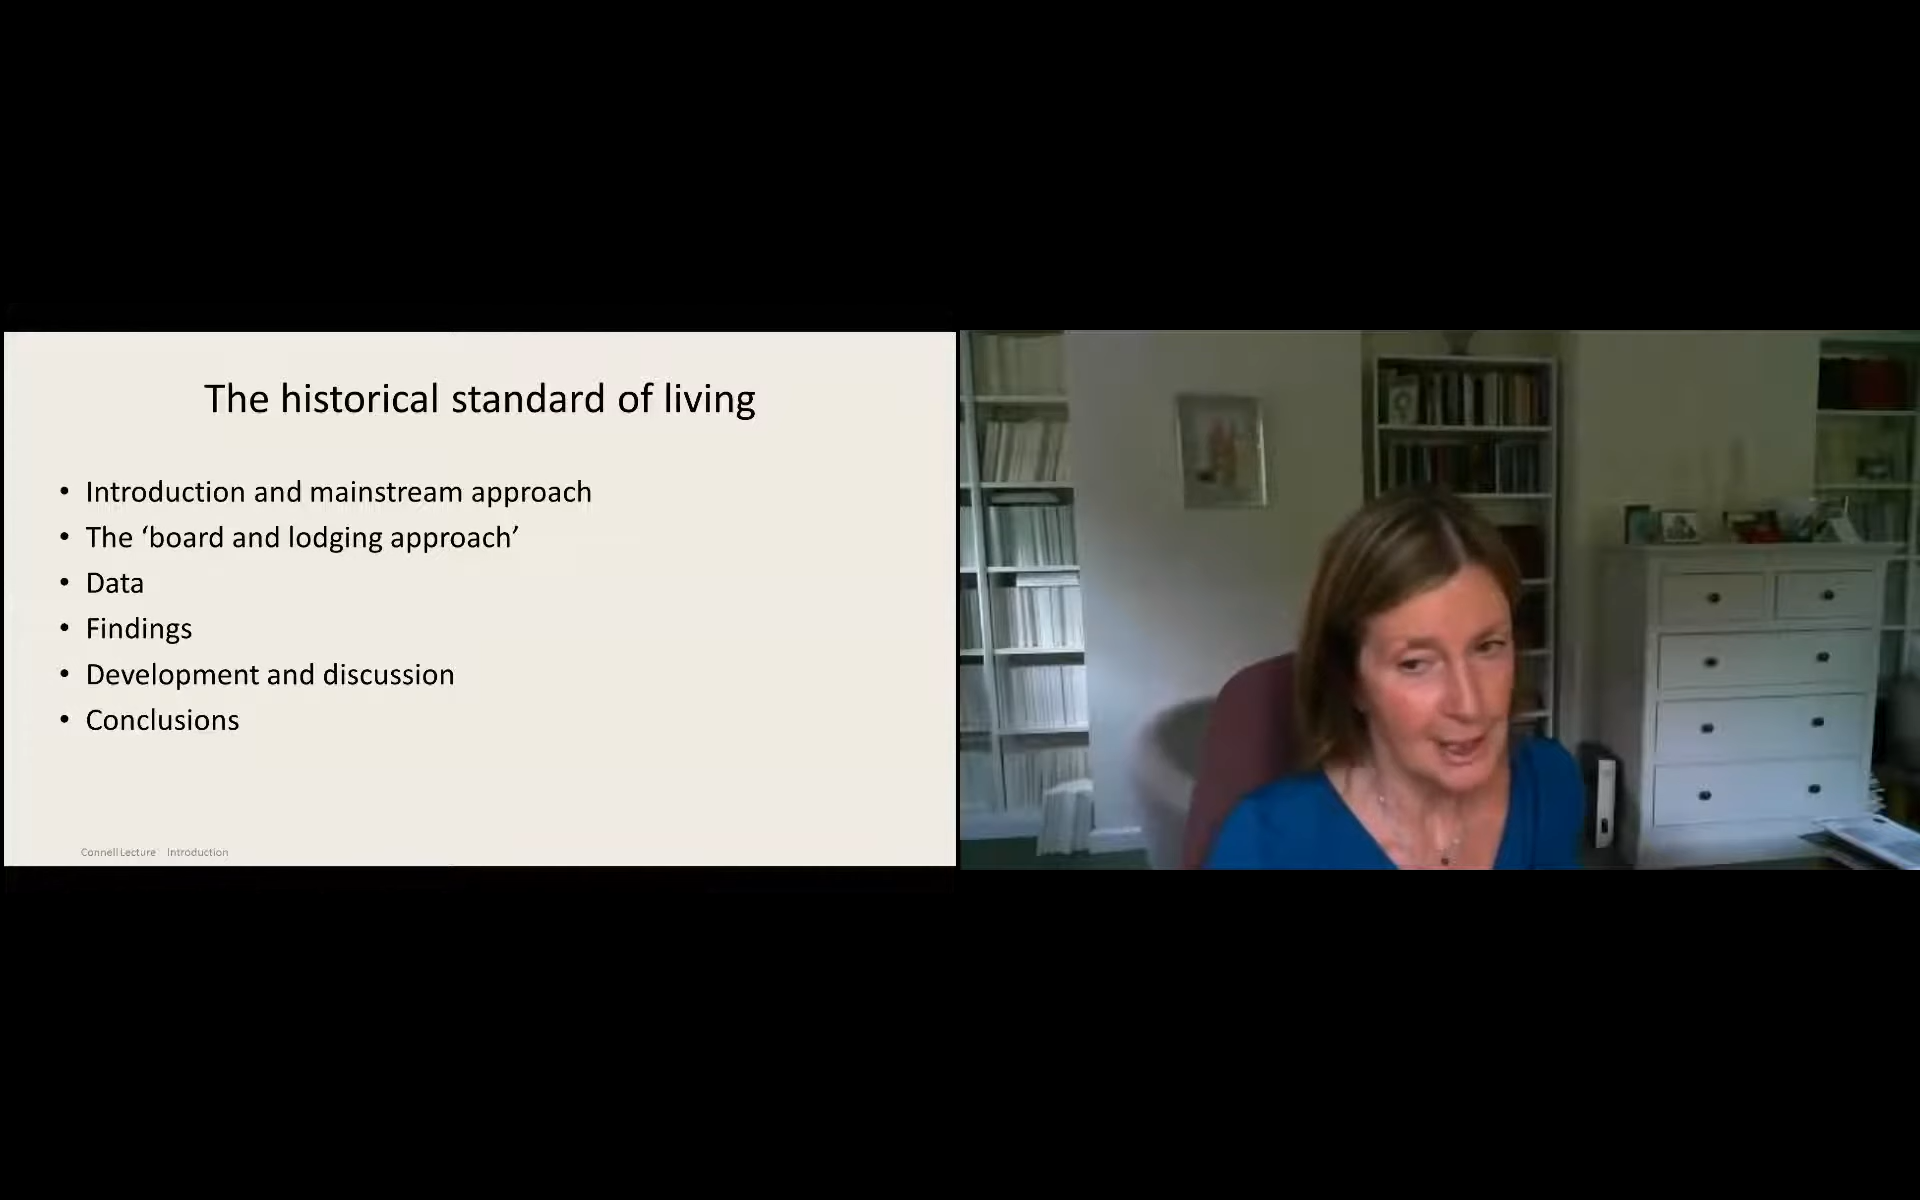 The historical standard of living
• Introduction and mainstream approach
• The ‘board and lodging approach’
• Data
• Findings
• Development and discussion
• Conclusions
Connell Lecture Introduction